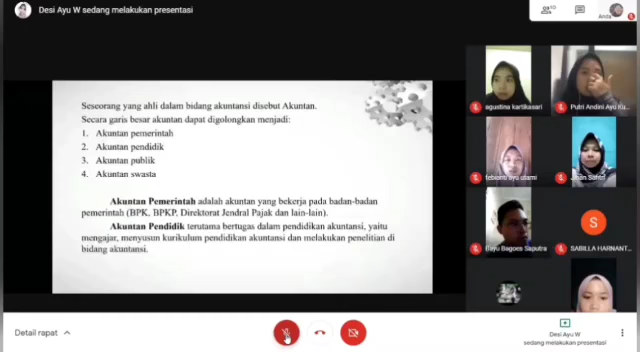 Desi Ayu W sedang melakukan presentasi
10
Anda
Seseorang yang ahli dalam bidang akuntansi disebut Akuntan.
Secara garis besar akuntan dapat digolongkan menjadi:
1. Akuntan pemerintah
2. Akuntan pendidik
3. Akuntan publik
4. Akuntan swasta
Akuntan Pemerintah adalah akuntan yang bekerja pada badan-badan
pemerintah (BPK, BPKP, Direktorat Jendral Pajak dan lain-lain).
Akuntan Pendidik terutama bertugas dalam pendidikan akuntansi, yaitu
mengajar, menyusun kurikulum pendidikan akuntansi dan melakukan penelitian di
bidang akuntansi.
agustina kartikasari
Putri Andini Ayu Ku...
ayu utami
Bayu Bagoes Saputra
S
SABILLA HARNANT...
Detail rapat
Desi Ayu W
sedang melakukan presentasi